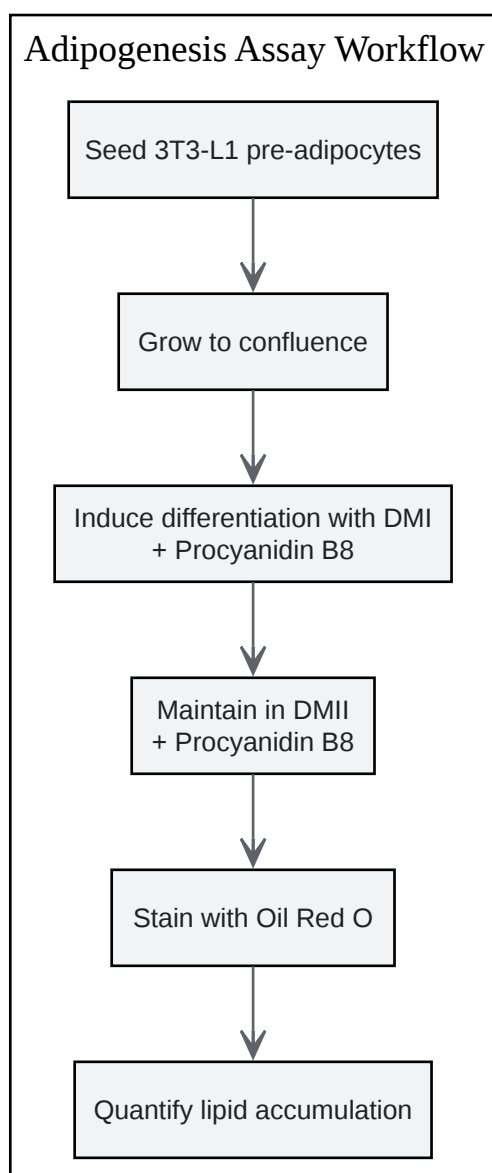 Adipogenesis Assay Workflow
Seed 3T3-L1 pre-adipocytes
Grow to confluence
Induce differentiation with DMI
+ Procyanidin B8
Maintain in DMII
+ Procyanidin B8
Stain with Oil Red O
Quantify lipid accumulation